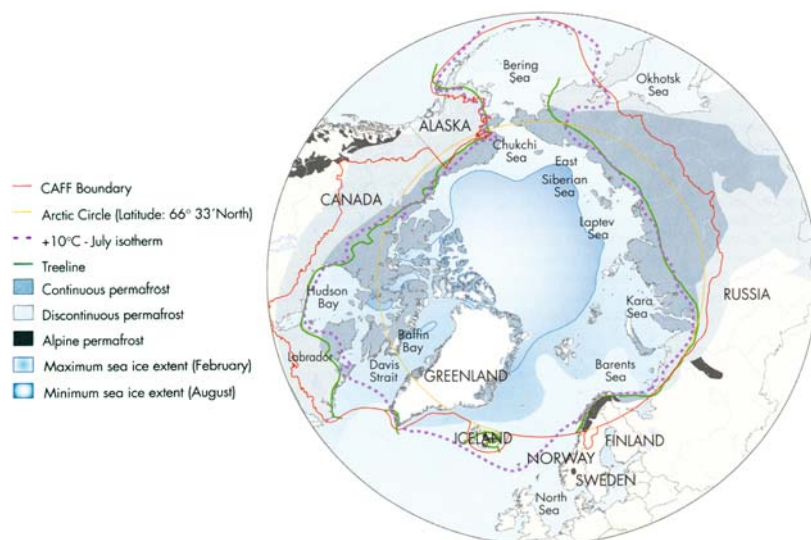 CAFF Boundary
Arctic Circle (Latitude: 66° 33'North)
+10°C - July isotherm
Treeline
Continuous permafrost
Discontinuous permafrost
Alpine permafrost
Maximum sea ice extent (February)
Minimum sea ice extent (August)
Bering
Sea
Okhotsk
Sea
ALASKA
Chukchi
Sea
East
Siberian
Sea
CANADA
Laptev
Sea
Hudson
Bay
Kara
Sea
RUSSIA
Baffin
Bay
Labrador
Davis
Strait
GREENLAND
Barents
Sea
ICELAND
NORWAY
FINLAND
SWEDEN
North
Sea